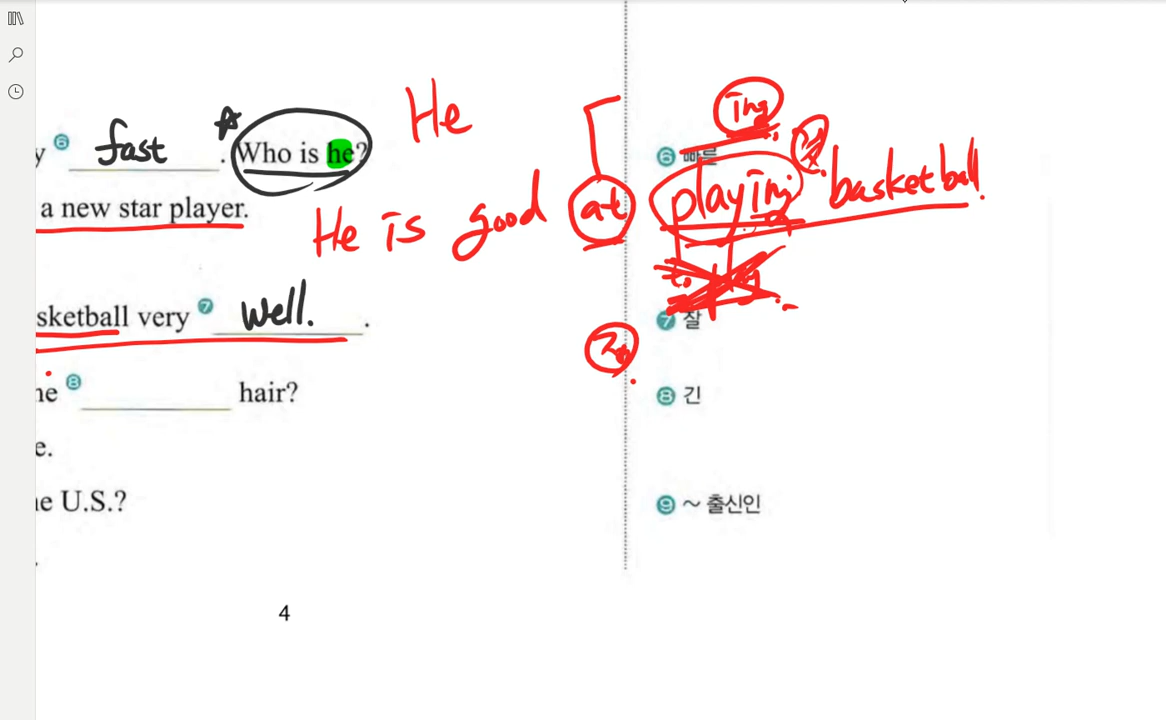 He
ing
y ⑥ fast . Who is he? ⑥ 빠른
a new star player. He is good at playing basketball.
sketball very ⑦ well. . ⑦ 잘
he ⑧ hair? ⑧ 긴
e.
he U.S.? ⑨ ~ 출신인
4